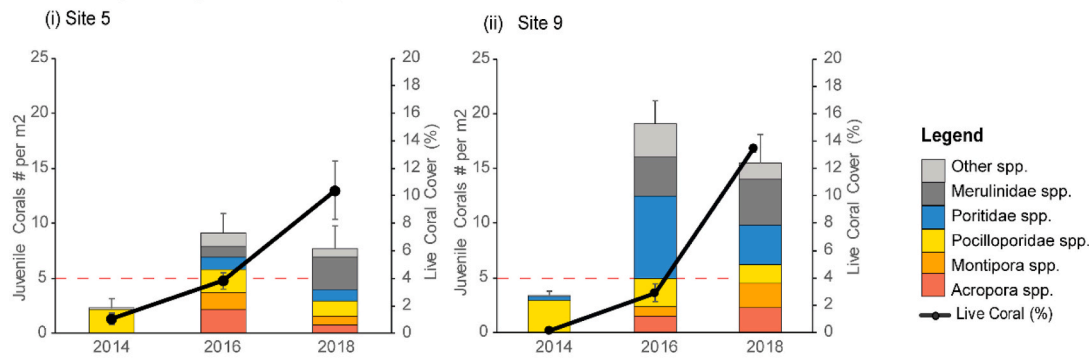 (i) Site 5
(ii) Site 9
Juvenile Corals # per m2
25
20
15
10
5
0
20
18
16
14
12
10
8
6
4
2
0
Live Coral Cover (%)
2014 2016 2018
Juvenile Corals # per m2
25
20
15
10
5
0
20
18
16
14
12
10
8
6
4
2
0
Live Coral Cover (%)
2014 2016 2018
Legend
Other spp.
Merulinidae spp.
Poritidae spp.
Pocilloporidae spp.
Montipora spp.
Acropora spp.
Live Coral (%)